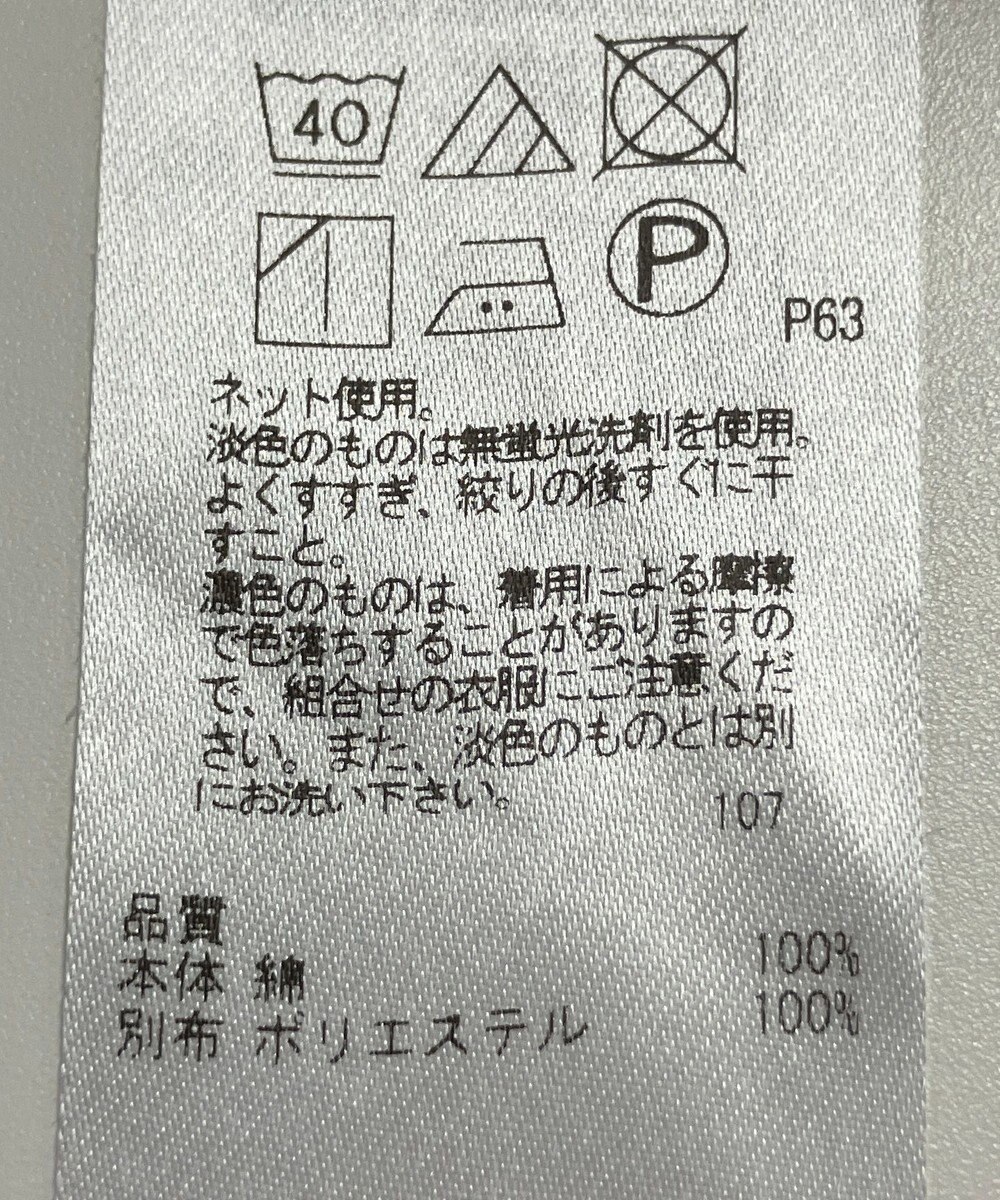 40
P
P63
ネット使用。
淡色のものは無蛍光洗剤を使用。
よくすすぎ、絞りの後すぐに干
すこと。
濃色のものは、着用による摩擦
で色落ちすることがありますの
で、組合せの衣服にご注意くだ
さい。また、淡色のものとは別
にお洗い下さい。
107
品質
本体 綿 100%
別布 ポリエステル 100%